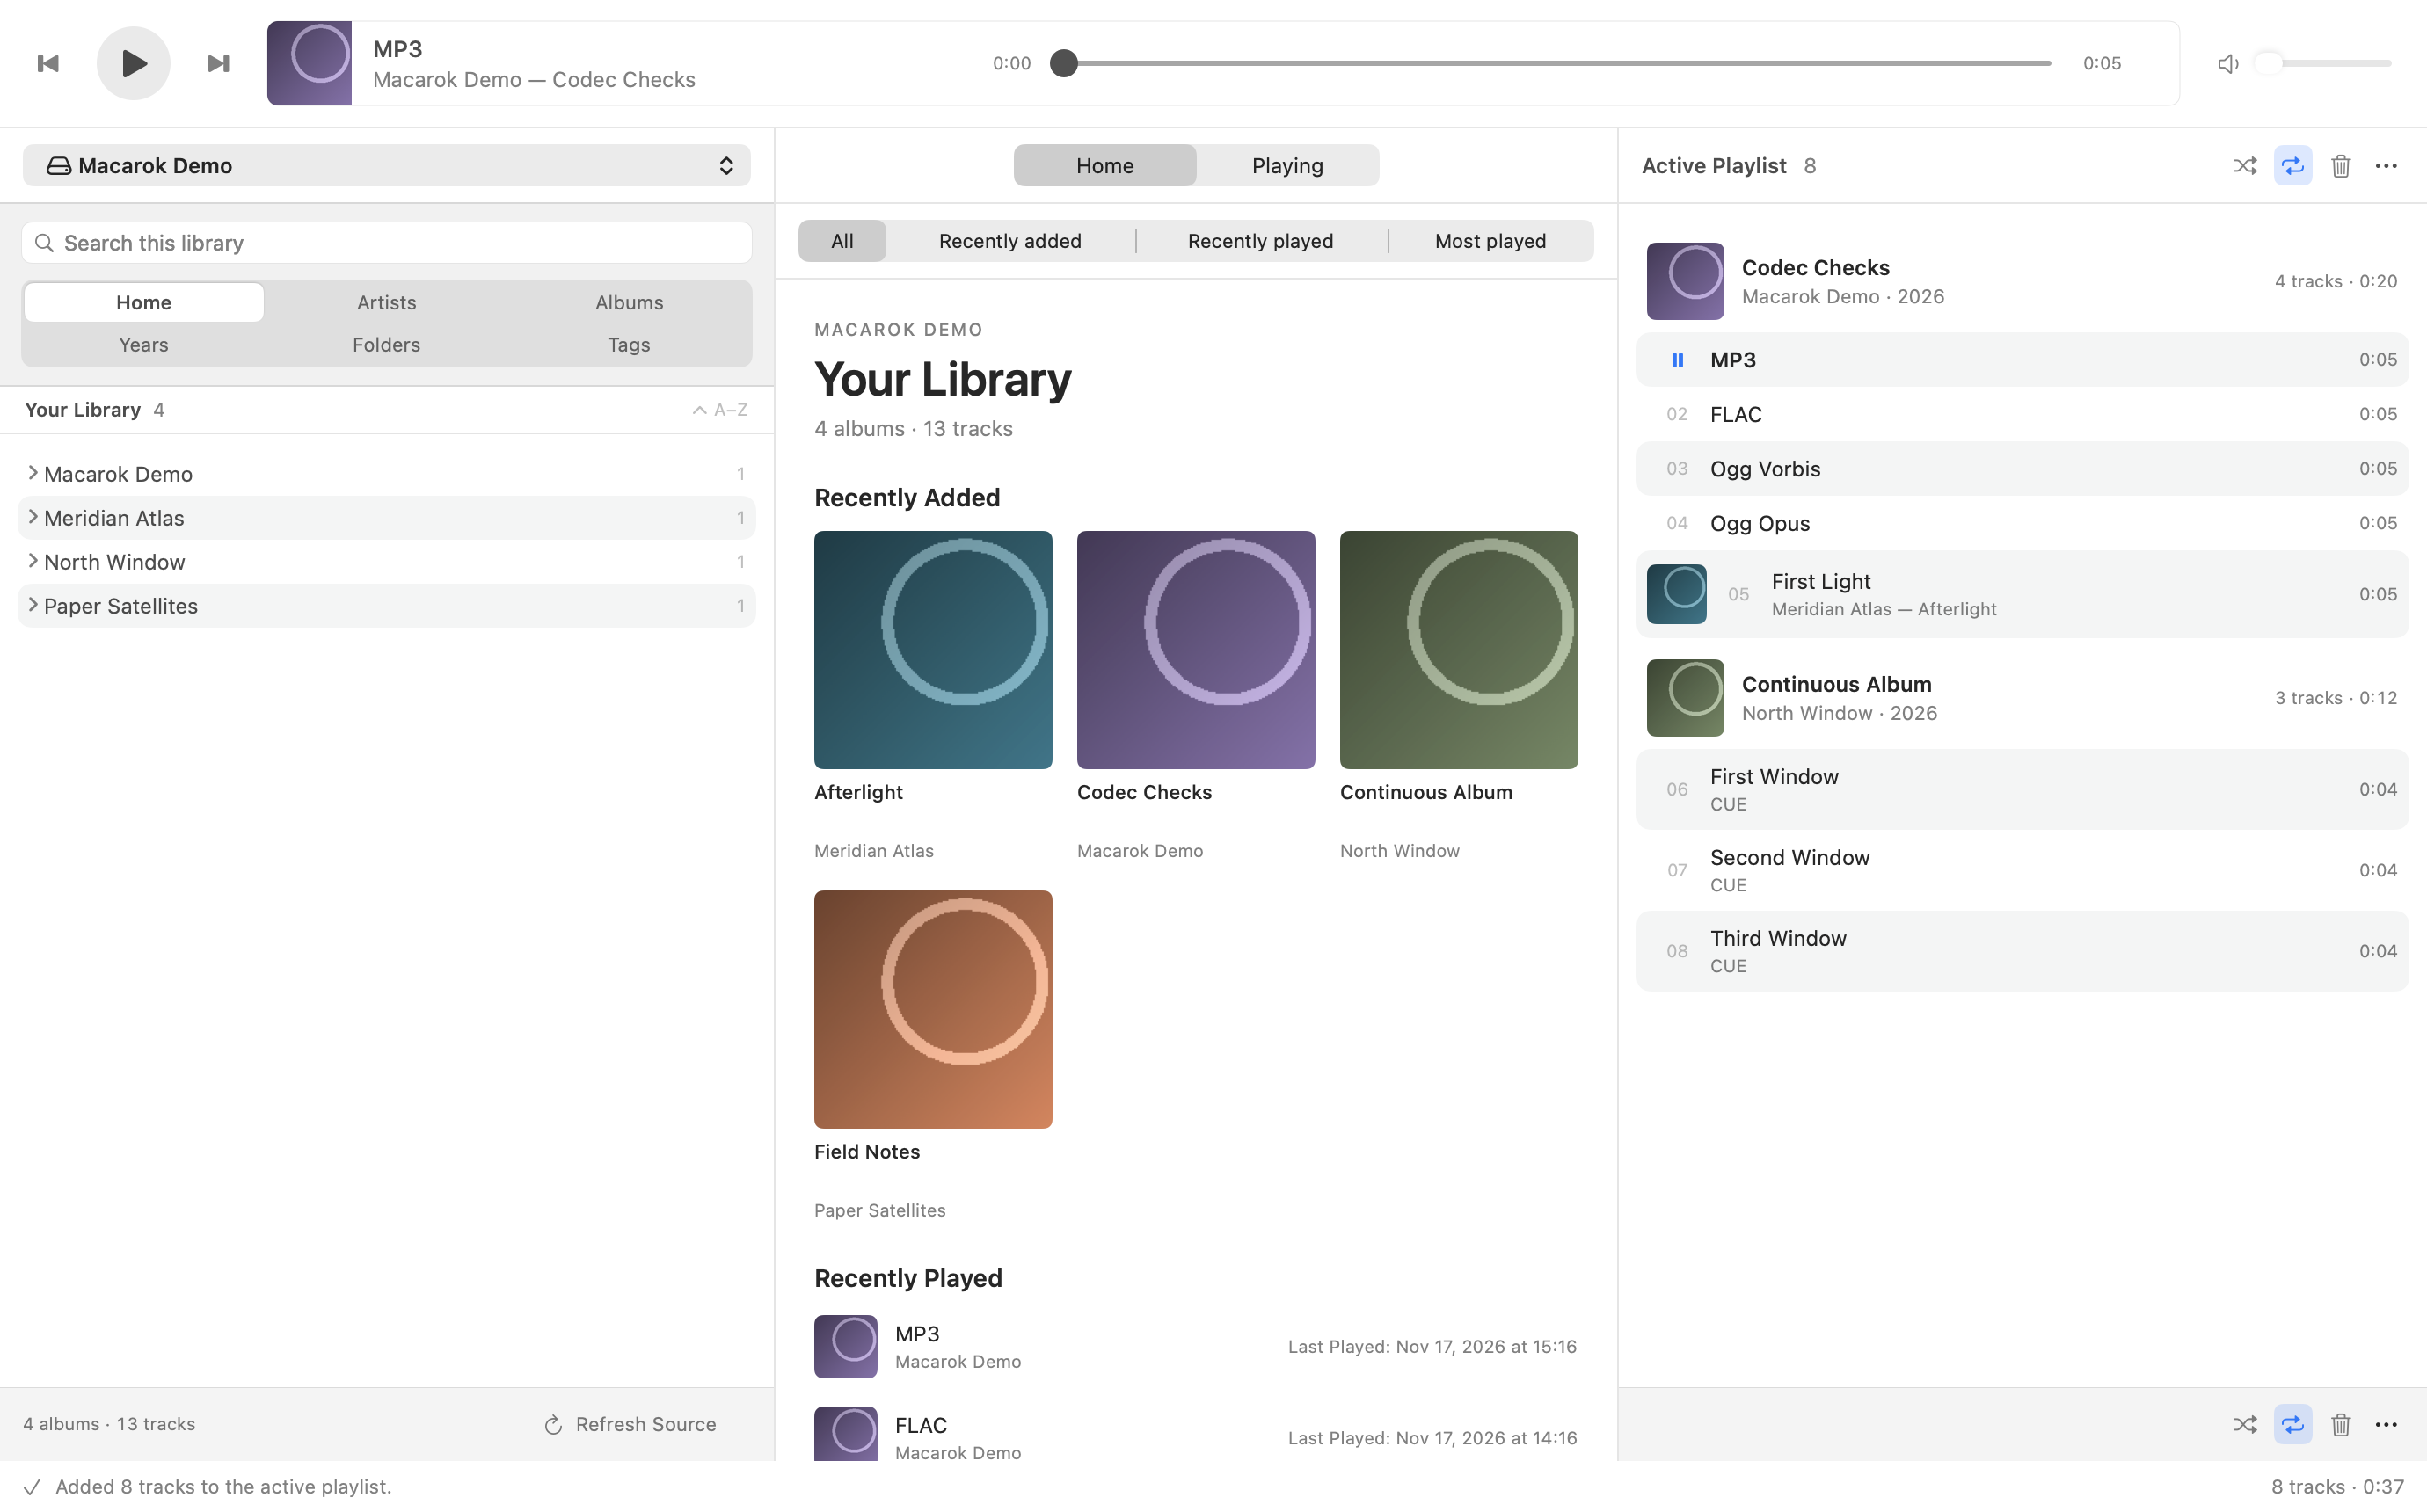 MP3
Macarok Demo — Codec Checks
0:00
0:05
Macarok Demo
Search this library
Home
Artists
Albums
Years
Folders
Tags
Your Library 4
A–Z
Macarok Demo 1
Meridian Atlas 1
North Window 1
Paper Satellites 1
4 albums · 13 tracks
Refresh Source
Home
Playing
All
Recently added
Recently played
Most played
MACAROK DEMO
Your Library
4 albums · 13 tracks
Recently Added
Afterlight
Meridian Atlas
Codec Checks
Macarok Demo
Continuous Album
North Window
Field Notes
Paper Satellites
Recently Played
MP3
Macarok Demo
Last Played: Nov 17, 2026 at 15:16
FLAC
Macarok Demo
Last Played: Nov 17, 2026 at 14:16
Active Playlist 8
Codec Checks
Macarok Demo · 2026
4 tracks · 0:20
MP3 0:05
02 FLAC 0:05
03 Ogg Vorbis 0:05
04 Ogg Opus 0:05
05 First Light
Meridian Atlas — Afterlight
0:05
Continuous Album
North Window · 2026
3 tracks · 0:12
06 First Window
CUE
0:04
07 Second Window
CUE
0:04
08 Third Window
CUE
0:04
Added 8 tracks to the active playlist.
8 tracks · 0:37